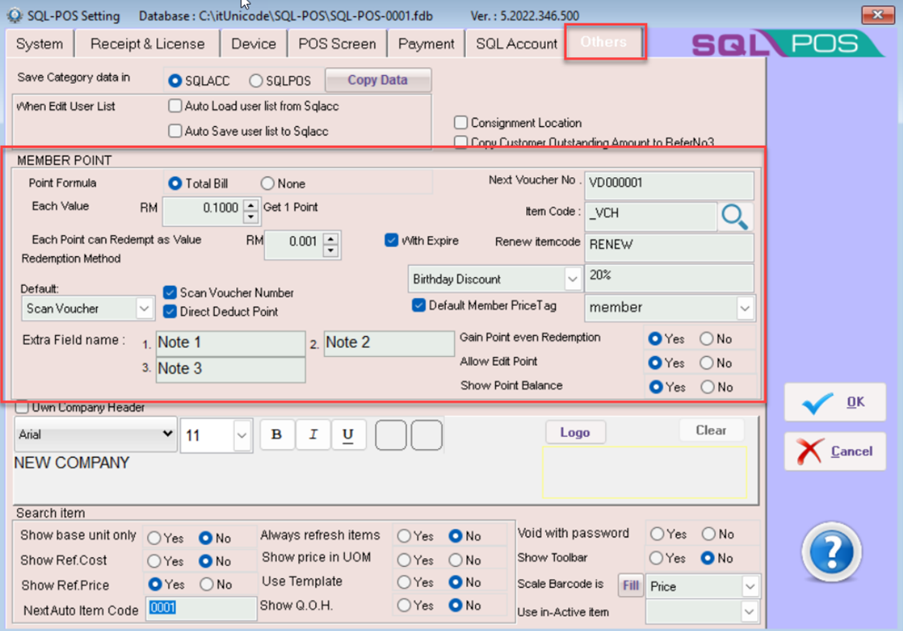 SQL-POS Setting Database : C:\itUnicode\SQL-POS\SQL-POS-0001.fdb Ver. : 5.2022.346.500
System Receipt & License Device POS Screen Payment SQL Account Others SQL POS
Save Category data in SQLACC SQLPOS Copy Data
When Edit User List Auto Load user list from Sqlacc
Auto Save user list to Sqlacc
Consignment Location
Copy Customer Outstanding Amount to ReferNo3
MEMBER POINT
Point Formula Total Bill None Next Voucher No . VD000001
Each Value RM 0.1000 Get 1 Point Item Code : _VCH
Each Point can Redempt as Value RM 0.001 With Expire Renew itemcode RENEW
Redemption Method
Birthday Discount 20%
Default: Scan Voucher Number
Scan Voucher Direct Deduct Point Default Member PriceTag member
Extra Field name : 1. Note 1 2. Note 2 Gain Point even Redemption Yes No
3. Note 3 Allow Edit Point Yes No
Show Point Balance Yes No
Own Company Header
Arial 11 B I U Logo Clear
NEW COMPANY
OK
Cancel
Search item
Show base unit only Yes No Always refresh items Yes No Void with password Yes No
Show Ref.Cost Yes No Show price in UOM Yes No Show Toolbar Yes No
Show Ref.Price Yes No Use Template Yes No Scale Barcode is Fill Price
NextAuto Item Code 0001 Show Q.O.H. Yes No Use in-Active item